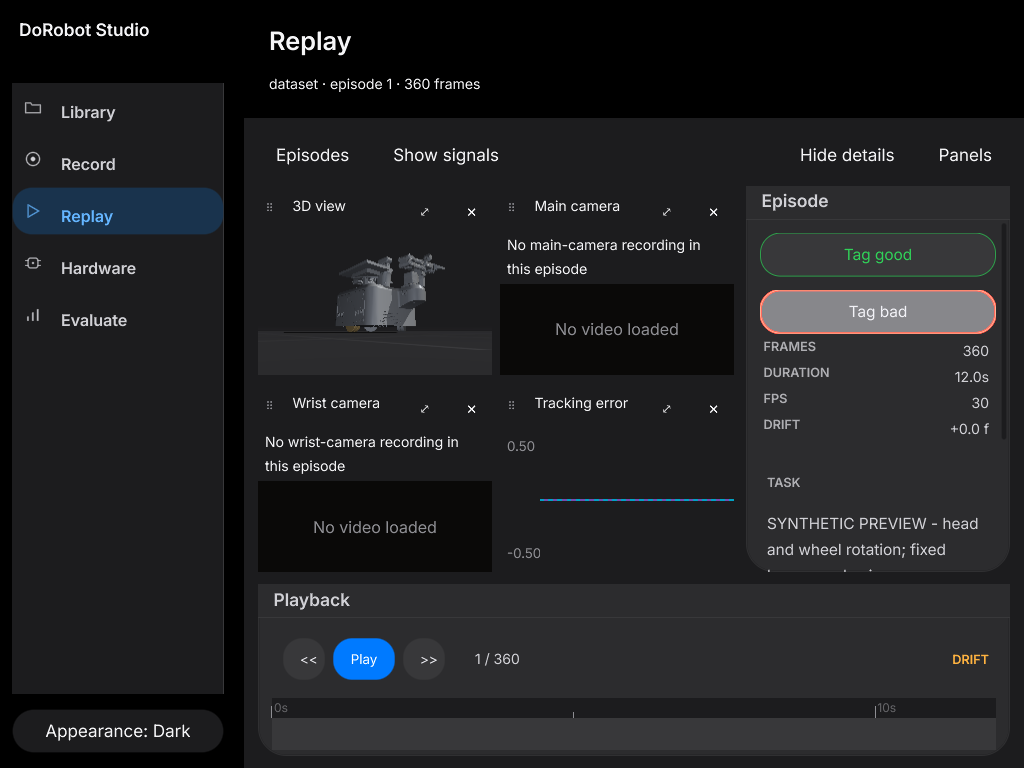 DoRobot Studio
Library
Record
Replay
Hardware
Evaluate
Appearance: Dark
Replay
dataset · episode 1 · 360 frames
Episodes
Show signals
Hide details
Panels
3D view
Main camera
No main-camera recording in
this episode
No video loaded
Wrist camera
No wrist-camera recording in
this episode
No video loaded
Tracking error
0.50
-0.50
Episode
Tag good
Tag bad
FRAMES 360
DURATION 12.0s
FPS 30
DRIFT +0.0 f
TASK
SYNTHETIC PREVIEW - head
and wheel rotation; fixed
Playback
<< Play >> 1 / 360
DRIFT
0s 10s